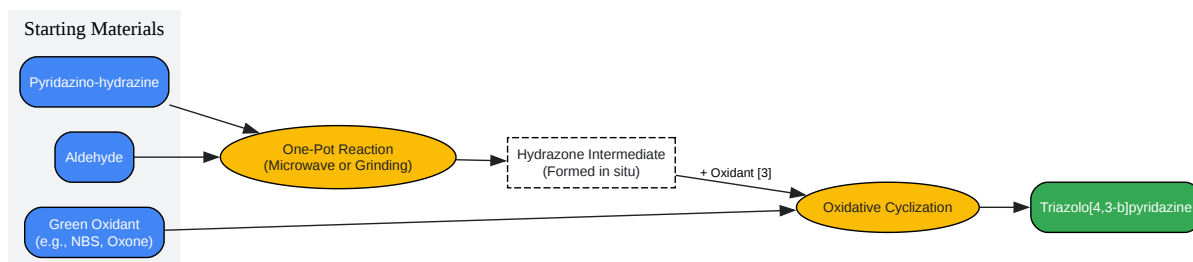 Starting Materials
Pyridazino-hydrazine
Aldehyde
Green Oxidant
(e.g., NBS, Oxone)
One-Pot Reaction
(Microwave or Grinding)
Hydrazone Intermediate
(Formed in situ)
+ Oxidant [3]
Oxidative Cyclization
Triazolo[4,3-b]pyridazine